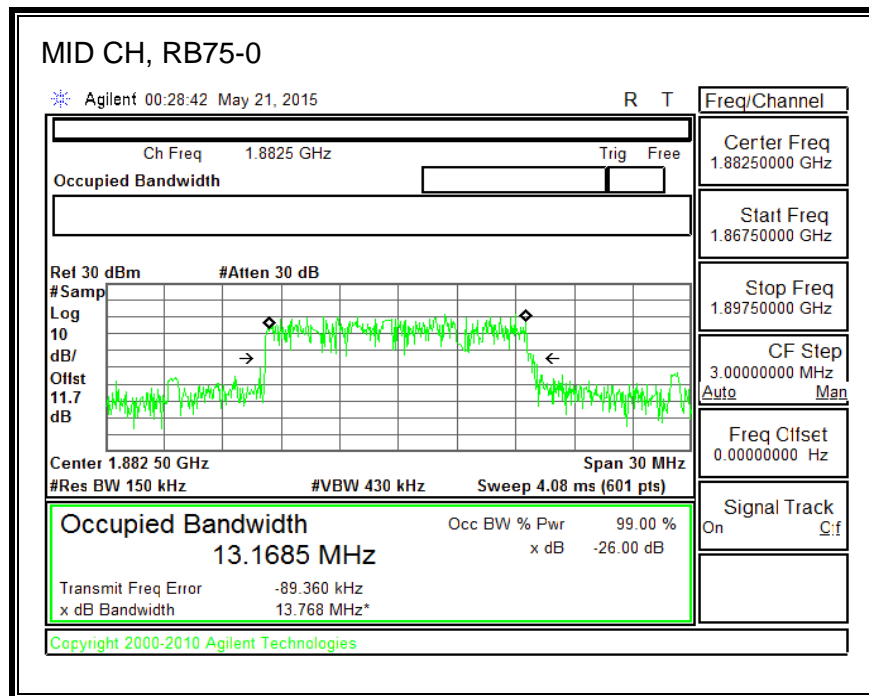 MID CH, RB75-0
Agilent 00:28:42 May 21, 2015 R T
Freq/Channel
Ch Freq 1.8825 GHz Trig Free
Occupied Bandwidth
Center Freq
1.88250000 GHz
Start Freq
1.86750000 GHz
Stop Freq
1.89750000 GHz
CF Step
3.00000000 MHz
Auto Man
Freq Offset
0.00000000 Hz
Signal Track
On Off
Ref 30 dBm #Atten 30 dB
#Samp
Log
10
dB/
Offst
11.7
dB
Center 1.882 50 GHz Span 30 MHz
#Res BW 150 kHz #VBW 430 kHz Sweep 4.08 ms (601 pts)
Occupied Bandwidth
13.1685 MHz
Occ BW % Pwr 99.00 %
x dB -26.00 dB
Transmit Freq Error -89.360 kHz
x dB Bandwidth 13.768 MHz*
Copyright 2000-2010 Agilent Technologies